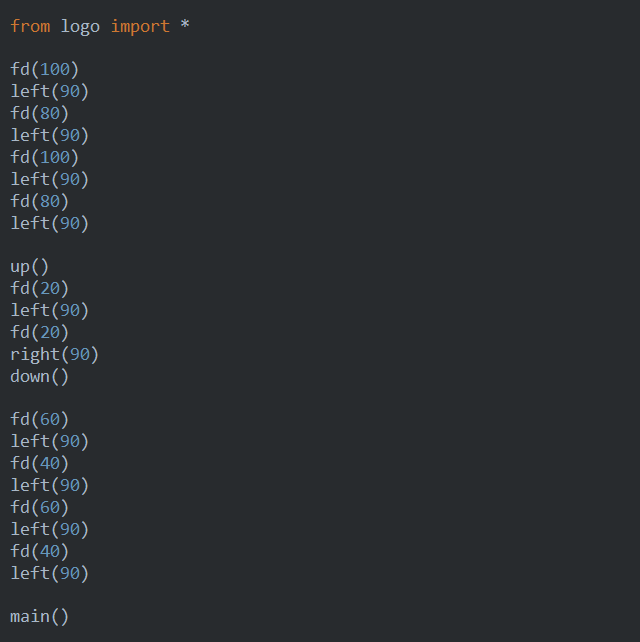 from logo import *
fd(100)
left(90)
fd(80)
left(90)
fd(100)
left(90)
fd(80)
left(90)
up()
fd(20)
left(90)
fd(20)
right(90)
down()
fd(60)
left(90)
fd(40)
left(90)
fd(60)
left(90)
fd(40)
left(90)
main()